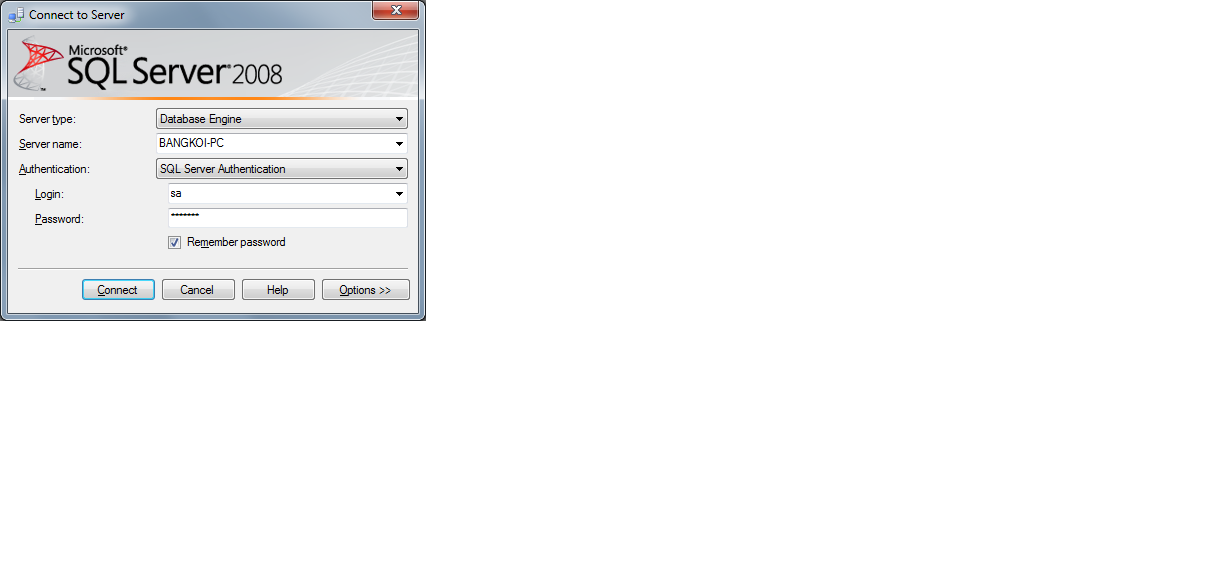 Connect to Server
Microsoft®
SQL Server® 2008
Server type: Database Engine
Server name: BANGKOI-PC
Authentication: SQL Server Authentication
Login: sa
Password: *******
Remember password
Connect Cancel Help Options >>